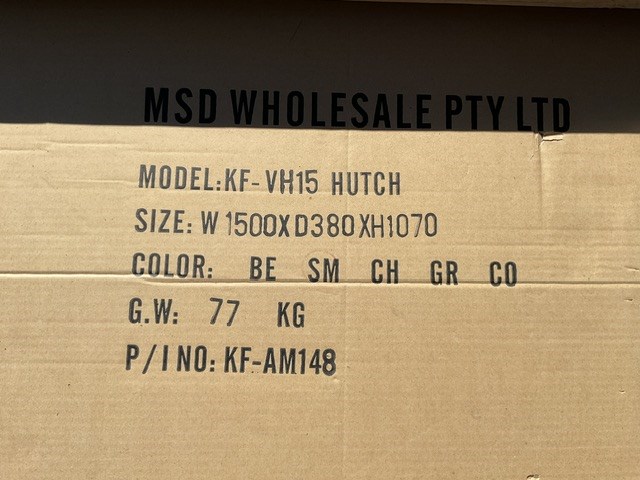 MSD WHOLESALE PTY LTD
MODEL:KF-VH15 HUTCH
SIZE: W1500XD380XH1070
COLOR: BE SM CH GR CO
G.W: 77 KG
P/I NO: KF-AM148